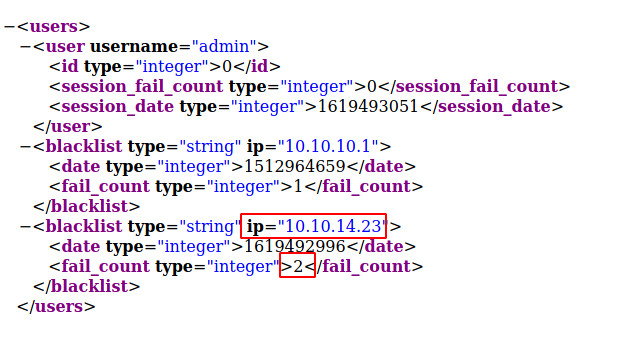 −<users>
−<user username="admin">
<id type="integer">0</id>
<session_fail_count type="integer">0</session_fail_count>
<session_date type="integer">1619493051</session_date>
</user>
−<blacklist type="string" ip="10.10.10.1">
<date type="integer">1512964659</date>
<fail_count type="integer">1</fail_count>
</blacklist>
−<blacklist type="string" ip="10.10.14.23">
<date type="integer">1619492996</date>
<fail_count type="integer">2</fail_count>
</blacklist>
</users>